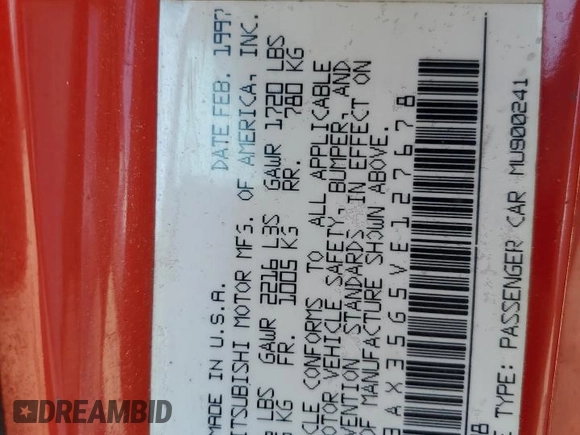 MADE IN U.S.A. DATE FEB. 1997
MITSUBISHI MOTOR MFG. OF AMERICA, INC.
LBS GAWR 2216 LBS GAWR 1720 LBS
KG FR. 1005 KG RR. 780 KG
CLE CONFORMS TO ALL APPLICABLE
OTOR VEHICLE SAFETY, BUMPER, AND
VENTION STANDARDS IN EFFECT ON
OF MANUFACTURE SHOWN ABOVE.
AX35G5VE127678
E TYPE: PASSENGER CAR MU900241
DREAMBID